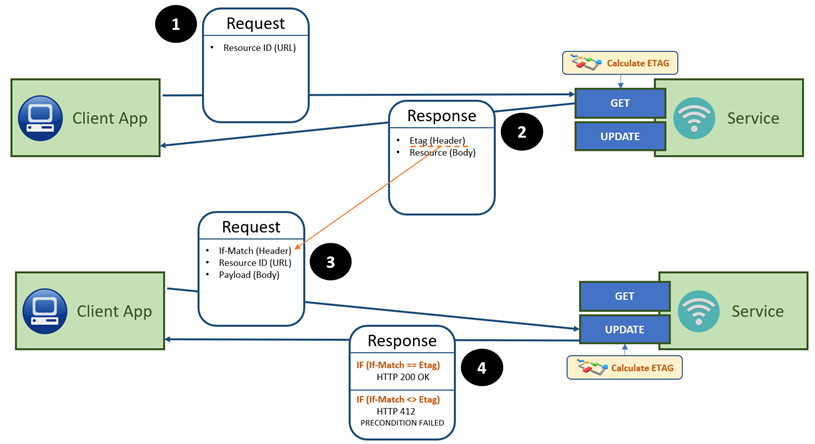 1
Request
• Resource ID (URL)
Calculate ETAG
Client App
GET
UPDATE
Service
Response
2
• Etag (Header)
• Resource (Body)
Request
• If-Match (Header)
• Resource ID (URL)
• Payload (Body)
3
Client App
GET
UPDATE
Service
Calculate ETAG
Response
4
IF (If-Match == Etag)
HTTP 200 OK
IF (If-Match <> Etag)
HTTP 412
PRECONDITION FAILED